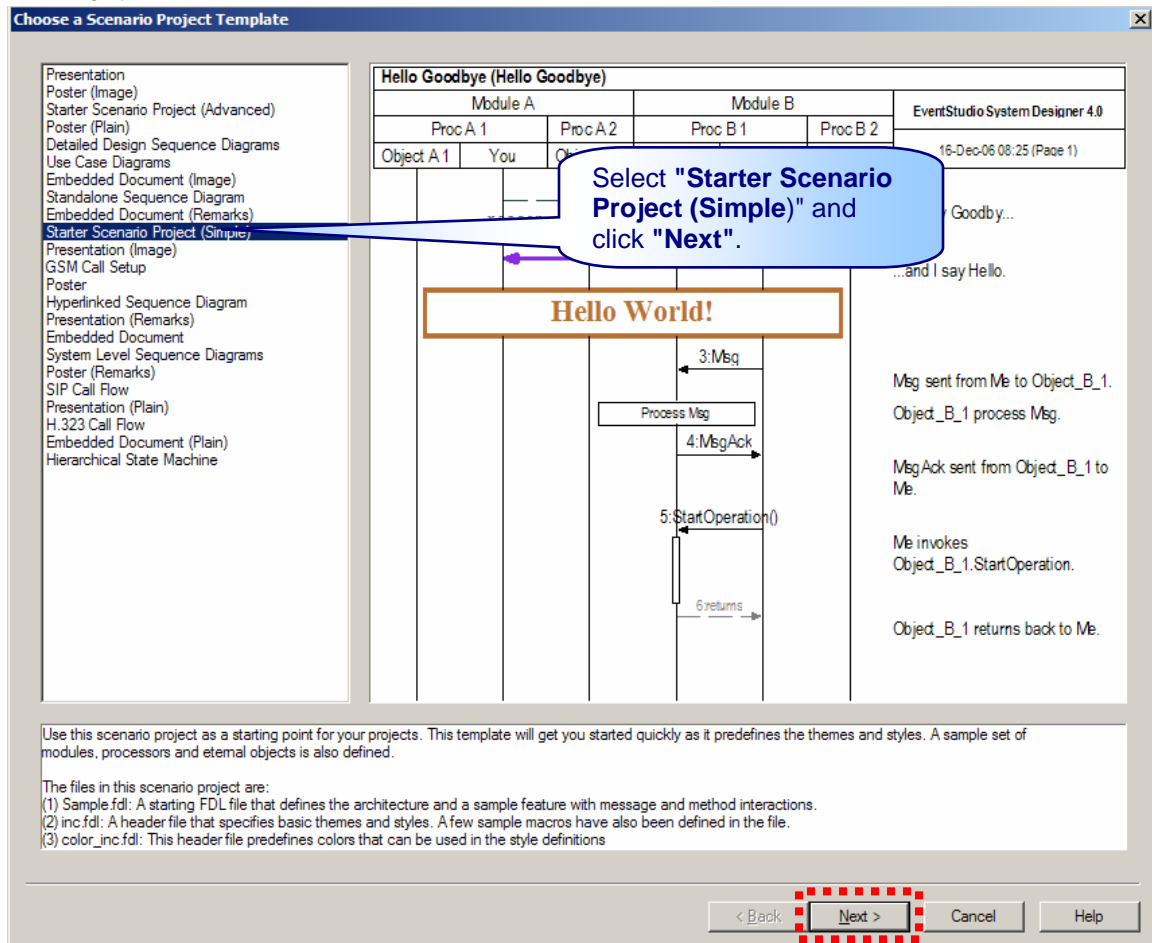 Choose a Scenario Project Template
Presentation
Poster (Image)
Starter Scenario Project (Advanced)
Poster (Plain)
Detailed Design Sequence Diagrams
Use Case Diagrams
Embedded Document (Image)
Standalone Sequence Diagram
Embedded Document (Remarks)
Starter Scenario Project (Simple)
Presentation (Image)
GSM Call Setup
Poster
Hyperlinked Sequence Diagram
Presentation (Remarks)
Embedded Document
System Level Sequence Diagrams
Poster (Remarks)
SIP Call Flow
Presentation (Plain)
H.323 Call Flow
Embedded Document (Plain)
Hierarchical State Machine
Hello Goodbye (Hello Goodbye)
Module A
Module B
EventStudio System Designer 4.0
Proc A 1
Proc A 2
Proc B 1
Proc B 2
Object A 1
You
16-Dec-06 08:25 (Page 1)
Select "Starter Scenario
Project (Simple)" and
click "Next".
Goodby...
...and I say Hello.
Hello World!
3:Msg
Msg sent from Me to Object_B_1.
Process Msg
Object_B_1 process Msg.
4:MsgAck
MsgAck sent from Object_B_1 to
Me.
5:StartOperation()
Me invokes
Object_B_1.StartOperation.
6:returns
Object_B_1 returns back to Me.
Use this scenario project as a starting point for your projects. This template will get you started quickly as it predefines the themes and styles. A sample set of
modules, processors and eternal objects is also defined.
The files in this scenario project are:
(1) Sample.fdl: A starting FDL file that defines the architecture and a sample feature with message and method interactions.
(2) inc.fdl: A header file that specifies basic themes and styles. A few sample macros have also been defined in the file.
(3) color_inc.fdl: This header file predefines colors that can be used in the style definitions
< Back
Next >
Cancel
Help